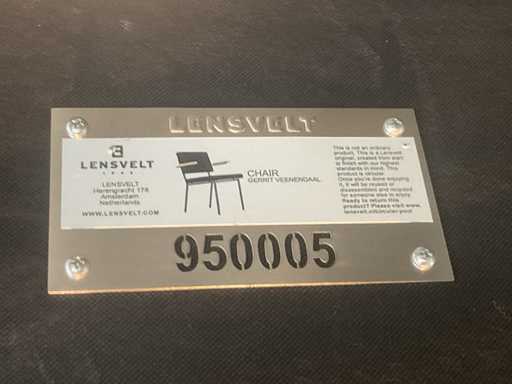 LENSVELT
LENSVELT
1962
LENSVELT
Herengracht 178
Amsterdam
Netherlands
WWW.LENSVELT.COM
CHAIR
GERRIT VEENENDAAL
This is not an ordinary
product. This is a Lensvelt
original, created from start
to finish with our highest
standards in mind. This
product is circular.
Once you're done enjoying
it, it will be reused or
disassembled and recycled
for someone else to enjoy.
Ready to return this
product? Please visit www.
lensvelt.nl/circular-pool
950005